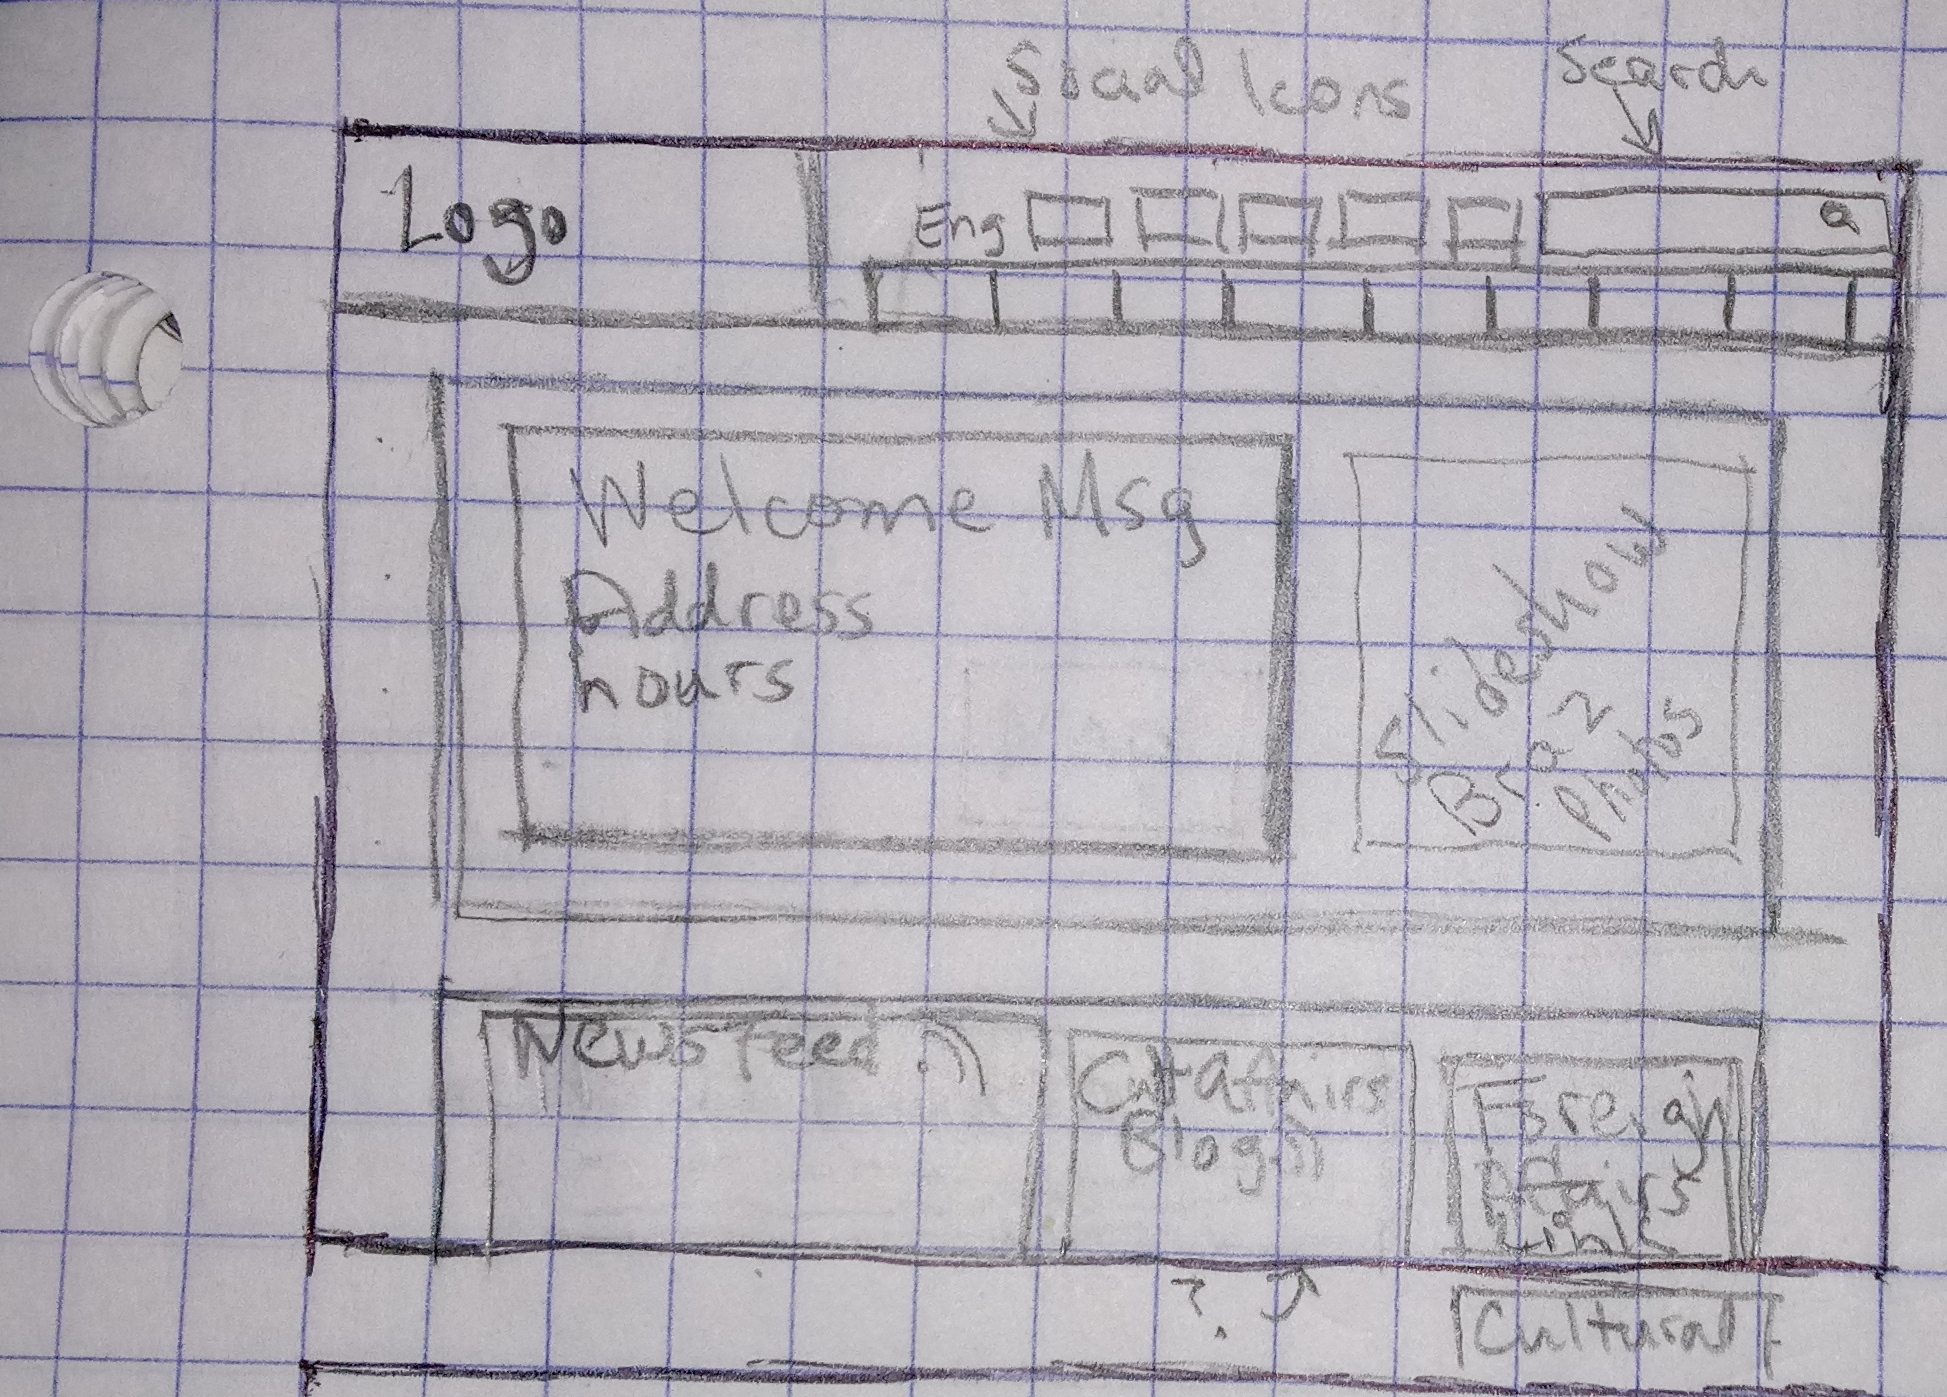 Social Icons
Search
Logo
Eng
Welcome Msg
Address
hours
Slideshow
Braz
Photos
Newsfeed
Cult Affairs
Blog
Foreign
Affairs
Link
?
Cultural